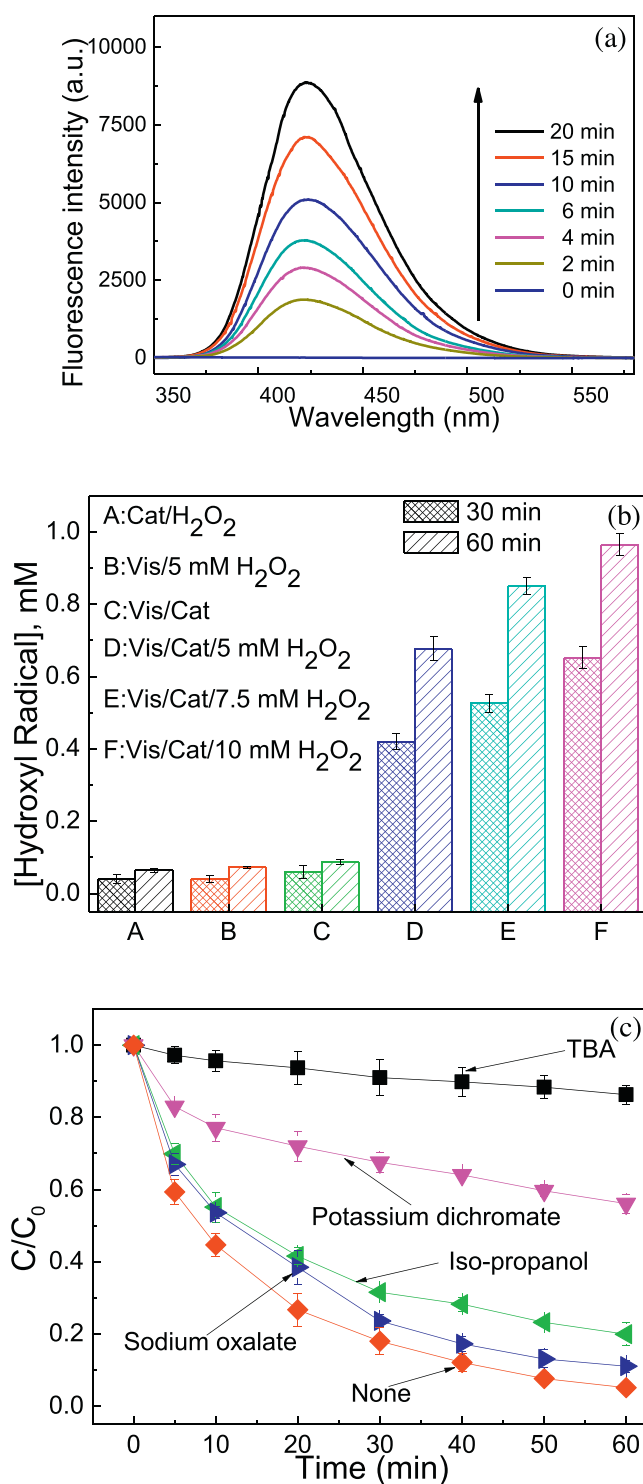 (a)
10000
7500
5000
2500
0
Fluorescence intensity (a.u.)
20 min
15 min
10 min
6 min
4 min
2 min
0 min
350 400 450 500 550
Wavelength (nm)
(b)
A:Cat/H2O2
B:Vis/5 mM H2O2
C:Vis/Cat
D:Vis/Cat/5 mM H2O2
E:Vis/Cat/7.5 mM H2O2
F:Vis/Cat/10 mM H2O2
30 min
60 min
1.0
0.8
0.6
0.4
0.2
0.0
[Hydroxyl Radical], mM
A B C D E F
(c)
1.0
0.8
0.6
0.4
0.2
0.0
C/C0
TBA
Potassium dichromate
Iso-propanol
Sodium oxalate
None
0 10 20 30 40 50 60
Time (min)